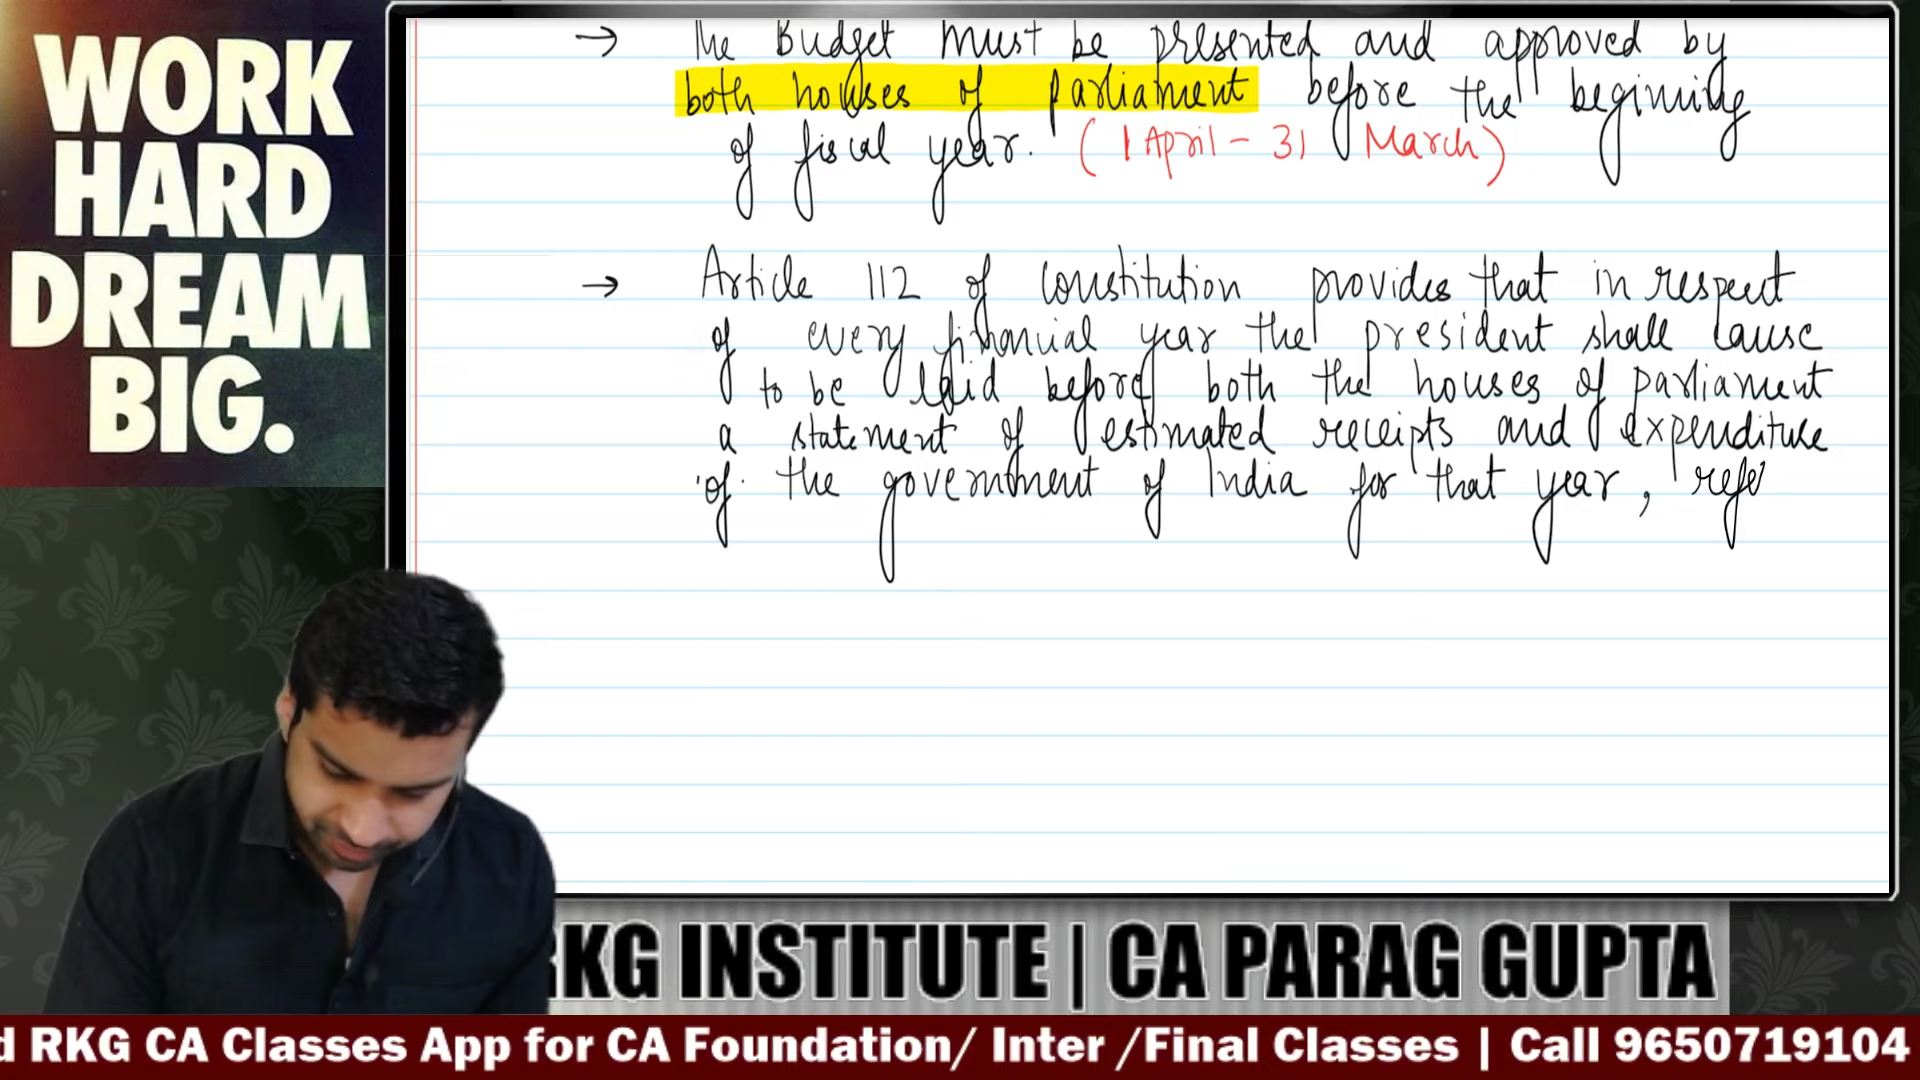 WORK
HARD
DREAM
BIG.
→ The Budget must be presented and approved by
both houses of parliament before the beginning
of fiscal year. (1 April - 31 March)
→ Article 112 of constitution provides that in respect
of every financial year the president shall cause
to be laid before both the houses of parliament
a statement of estimated receipts and expenditure
of the government of India for that year, refe
RKG INSTITUTE | CA PARAG GUPTA
d RKG CA Classes App for CA Foundation/ Inter /Final Classes | Call 9650719104